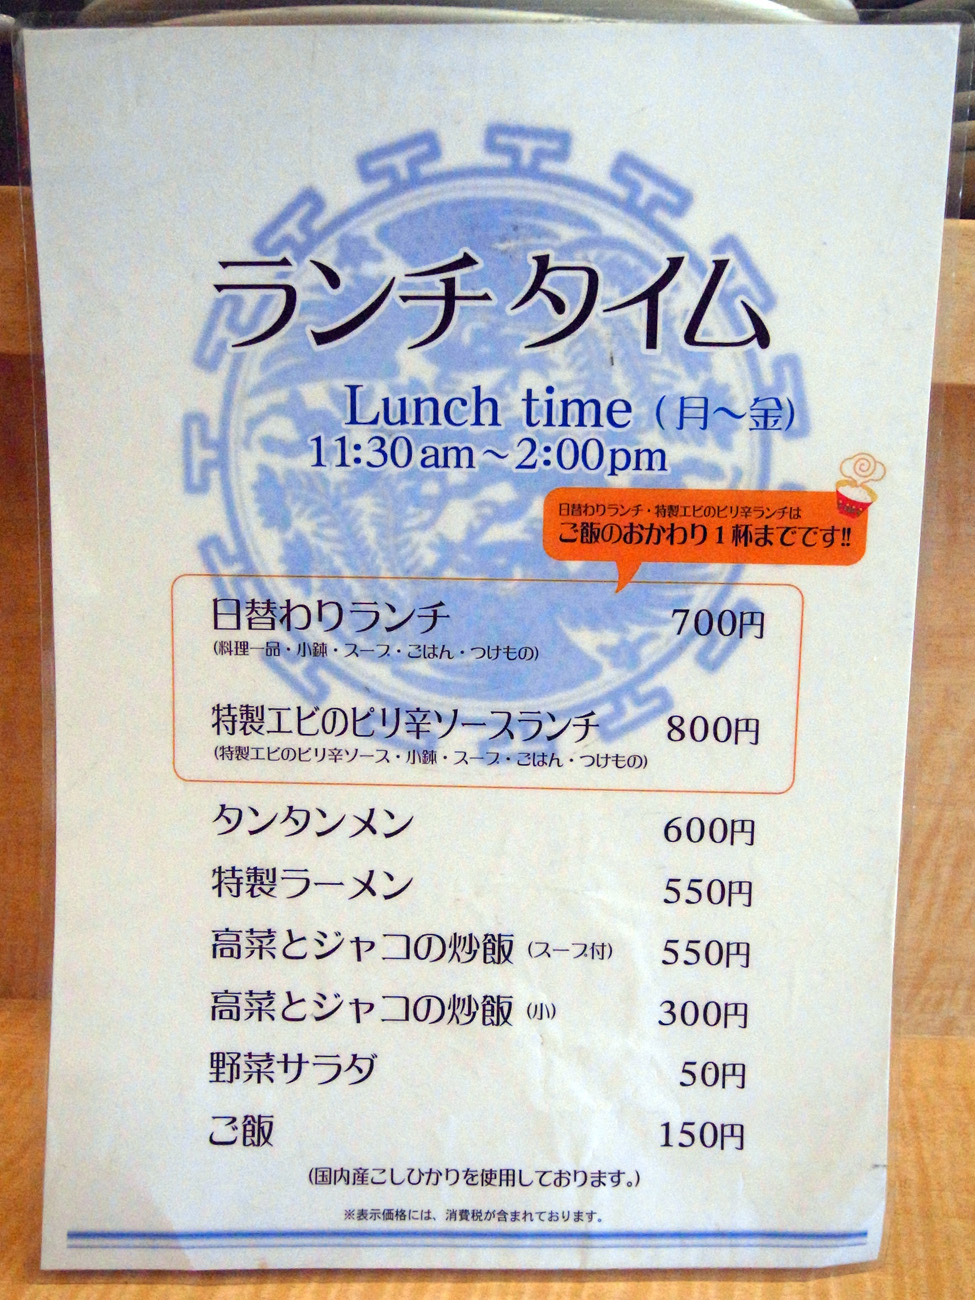 ランチタイム
Lunch time (月～金)
11:30am～2:00pm
日替わりランチ・特製エビのピリ辛ランチは
ご飯のおかわり1杯までです!!
日替わりランチ 700円
(料理一品・小鉢・スープ・ごはん・つけもの)
特製エビのピリ辛ソースランチ 800円
(特製エビのピリ辛ソース・小鉢・スープ・ごはん・つけもの)
タンタンメン 600円
特製ラーメン 550円
高菜とジャコの炒飯 (スープ付) 550円
高菜とジャコの炒飯 (小) 300円
野菜サラダ 50円
ご飯 150円
(国内産こしひかりを使用しております。)
※表示価格には、消費税が含まれております。